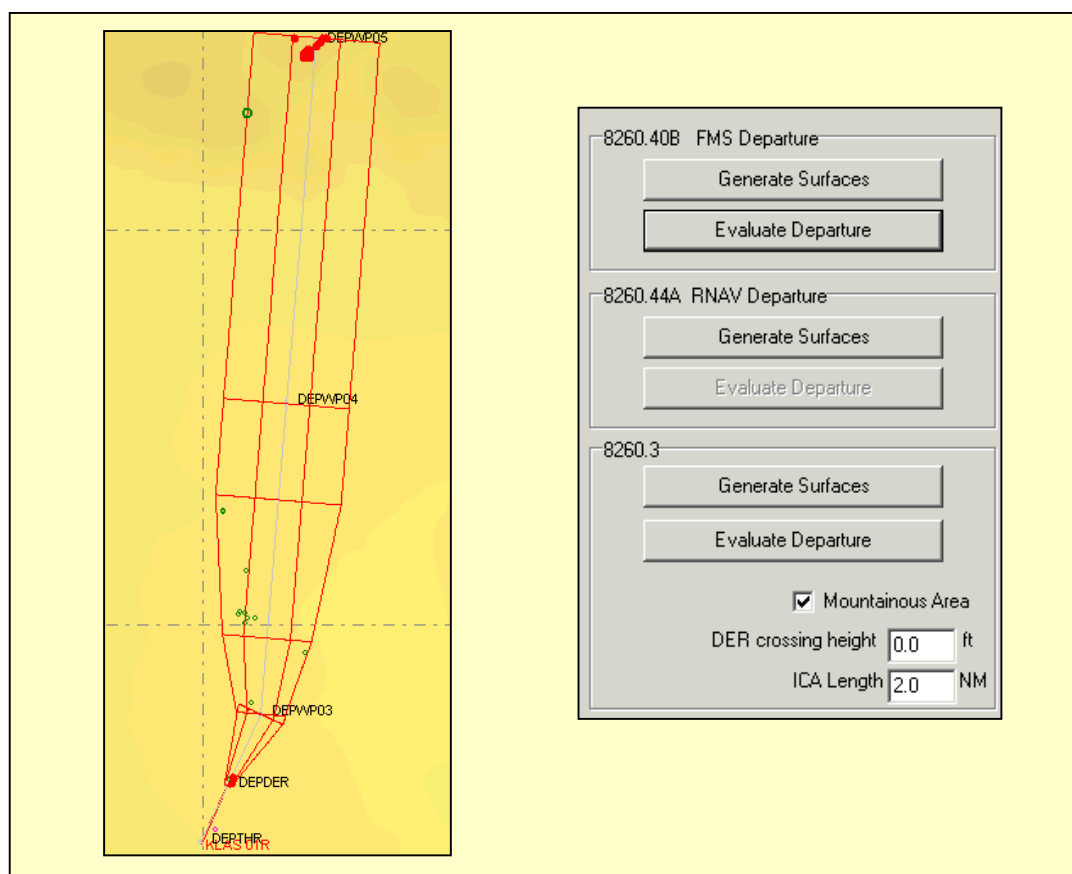 DEPWP05
DEPWP04
DEPWP03
DEPDER
DEPTHR
KLAS 01R
8260.40B FMS Departure
Generate Surfaces
Evaluate Departure
8260.44A RNAV Departure
Generate Surfaces
Evaluate Departure
8260.3
Generate Surfaces
Evaluate Departure
Mountainous Area
DER crossing height 0.0 ft
ICA Length 2.0 NM